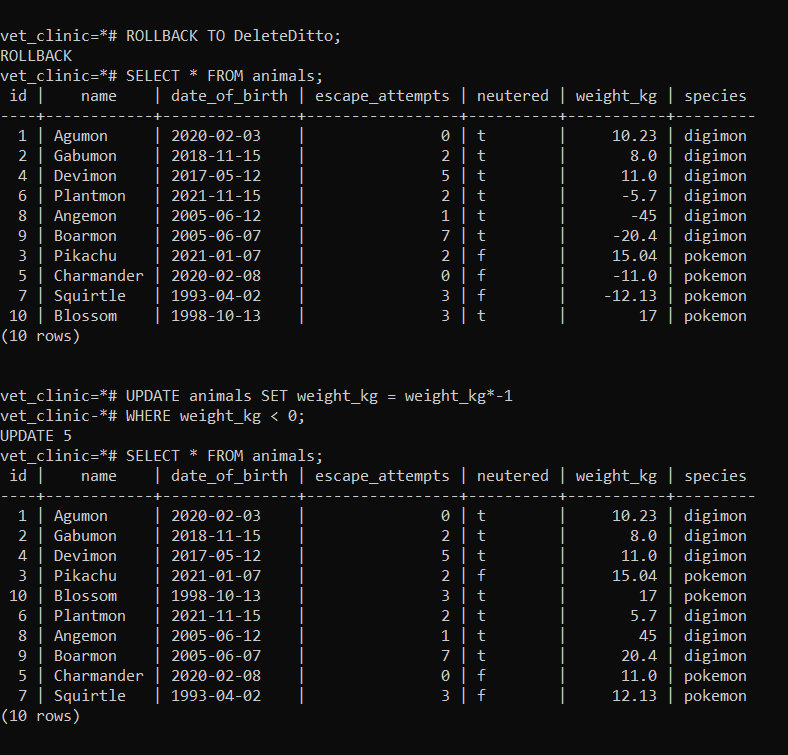 vet_clinic=*# ROLLBACK TO DeleteDitto;
ROLLBACK
vet_clinic=*# SELECT * FROM animals;
 id |    name    | date_of_birth | escape_attempts | neutered | weight_kg | species
----+------------+---------------+-----------------+----------+-----------+---------
  1 | Agumon     | 2020-02-03    |               0 | t        |     10.23 | digimon
  2 | Gabumon    | 2018-11-15    |               2 | t        |       8.0 | digimon
  4 | Devimon    | 2017-05-12    |               5 | t        |      11.0 | digimon
  6 | Plantmon   | 2021-11-15    |               2 | t        |      -5.7 | digimon
  8 | Angemon    | 2005-06-12    |               1 | t        |       -45 | digimon
  9 | Boarmon    | 2005-06-07    |               7 | t        |     -20.4 | digimon
  3 | Pikachu    | 2021-01-07    |               2 | f        |     15.04 | pokemon
  5 | Charmander | 2020-02-08    |               0 | f        |     -11.0 | pokemon
  7 | Squirtle   | 1993-04-02    |               3 | f        |    -12.13 | pokemon
 10 | Blossom    | 1998-10-13    |               3 | t        |        17 | pokemon
(10 rows)
vet_clinic=*# UPDATE animals SET weight_kg = weight_kg*-1
vet_clinic-*# WHERE weight_kg < 0;
UPDATE 5
vet_clinic=*# SELECT * FROM animals;
 id |    name    | date_of_birth | escape_attempts | neutered | weight_kg | species
----+------------+---------------+-----------------+----------+-----------+---------
  1 | Agumon     | 2020-02-03    |               0 | t        |     10.23 | digimon
  2 | Gabumon    | 2018-11-15    |               2 | t        |       8.0 | digimon
  4 | Devimon    | 2017-05-12    |               5 | t        |      11.0 | digimon
  3 | Pikachu    | 2021-01-07    |               2 | f        |     15.04 | pokemon
 10 | Blossom    | 1998-10-13    |               3 | t        |        17 | pokemon
  6 | Plantmon   | 2021-11-15    |               2 | t        |       5.7 | digimon
  8 | Angemon    | 2005-06-12    |               1 | t        |        45 | digimon
  9 | Boarmon    | 2005-06-07    |               7 | t        |      20.4 | digimon
  5 | Charmander | 2020-02-08    |               0 | f        |      11.0 | pokemon
  7 | Squirtle   | 1993-04-02    |               3 | f        |     12.13 | pokemon
(10 rows)